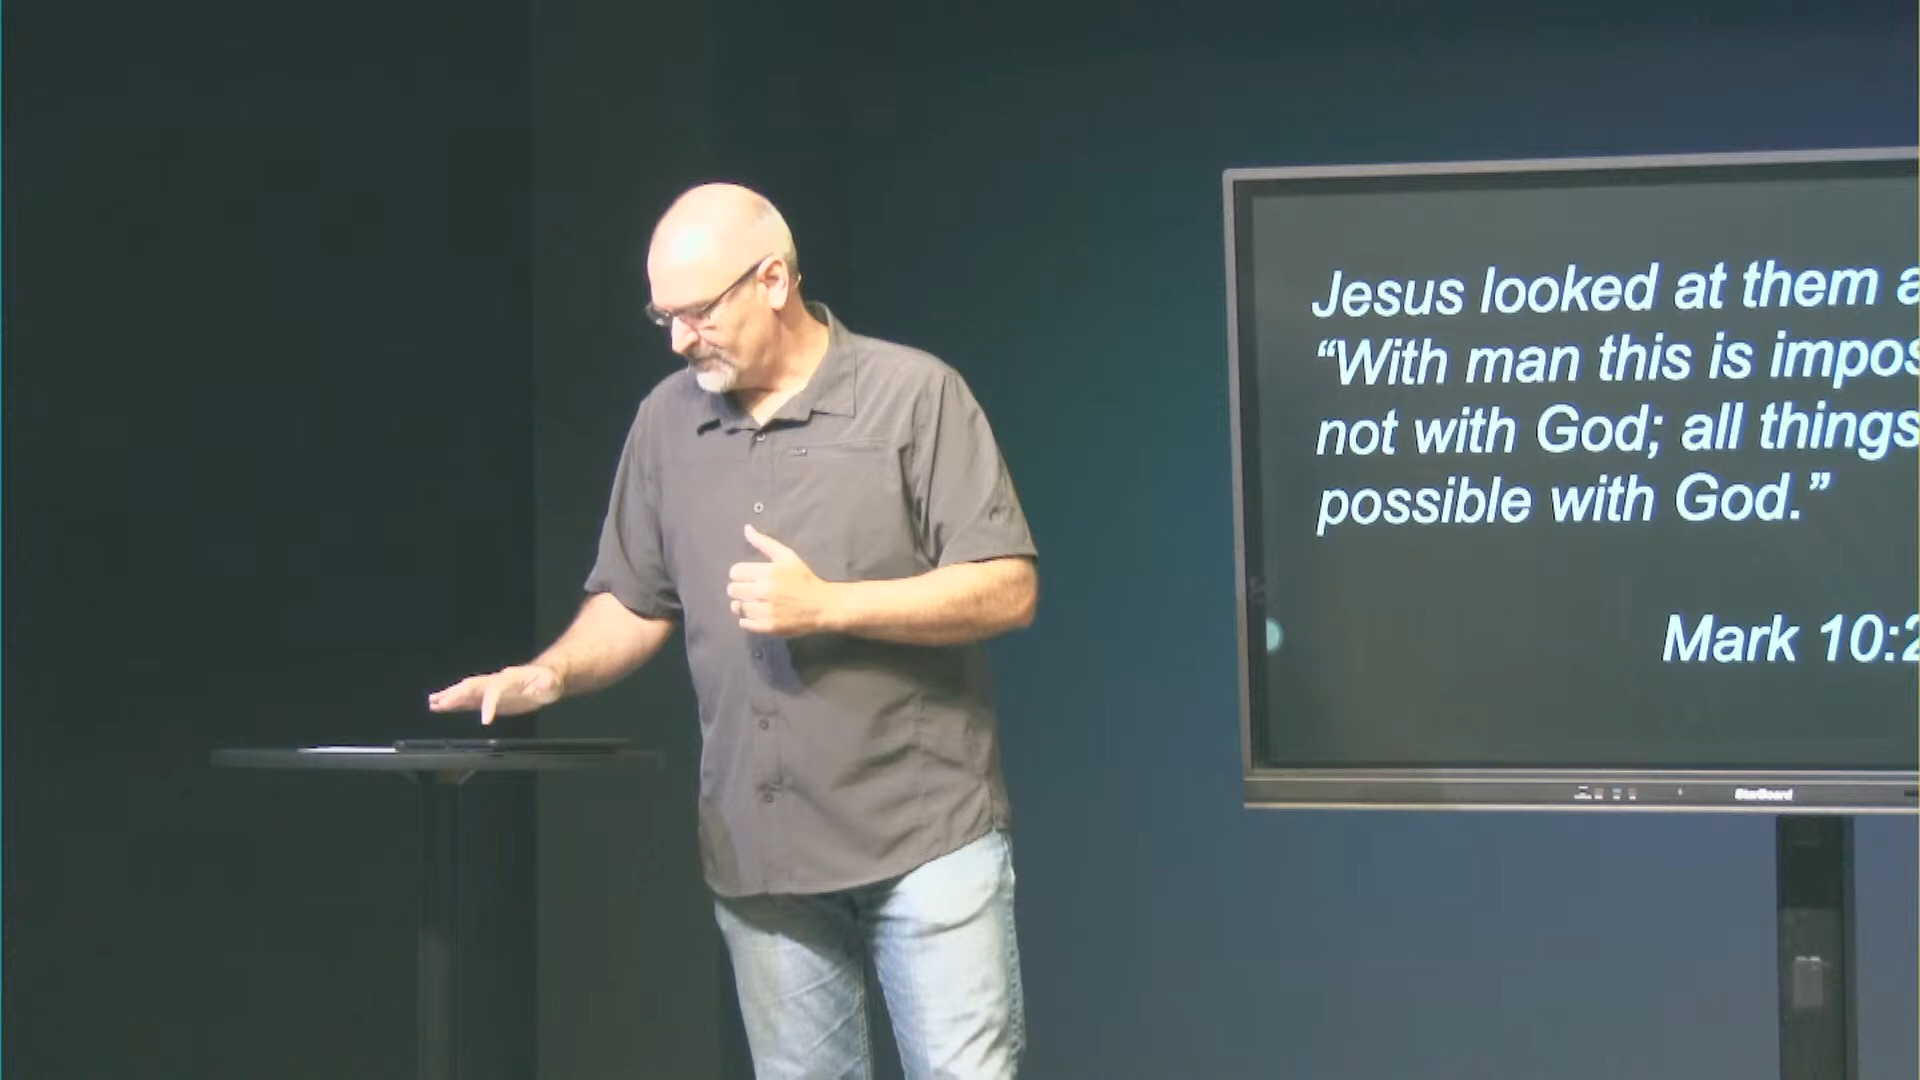 Jesus looked at them a
“With man this is impos
not with God; all things
possible with God.”
Mark 10:2
StarBoard